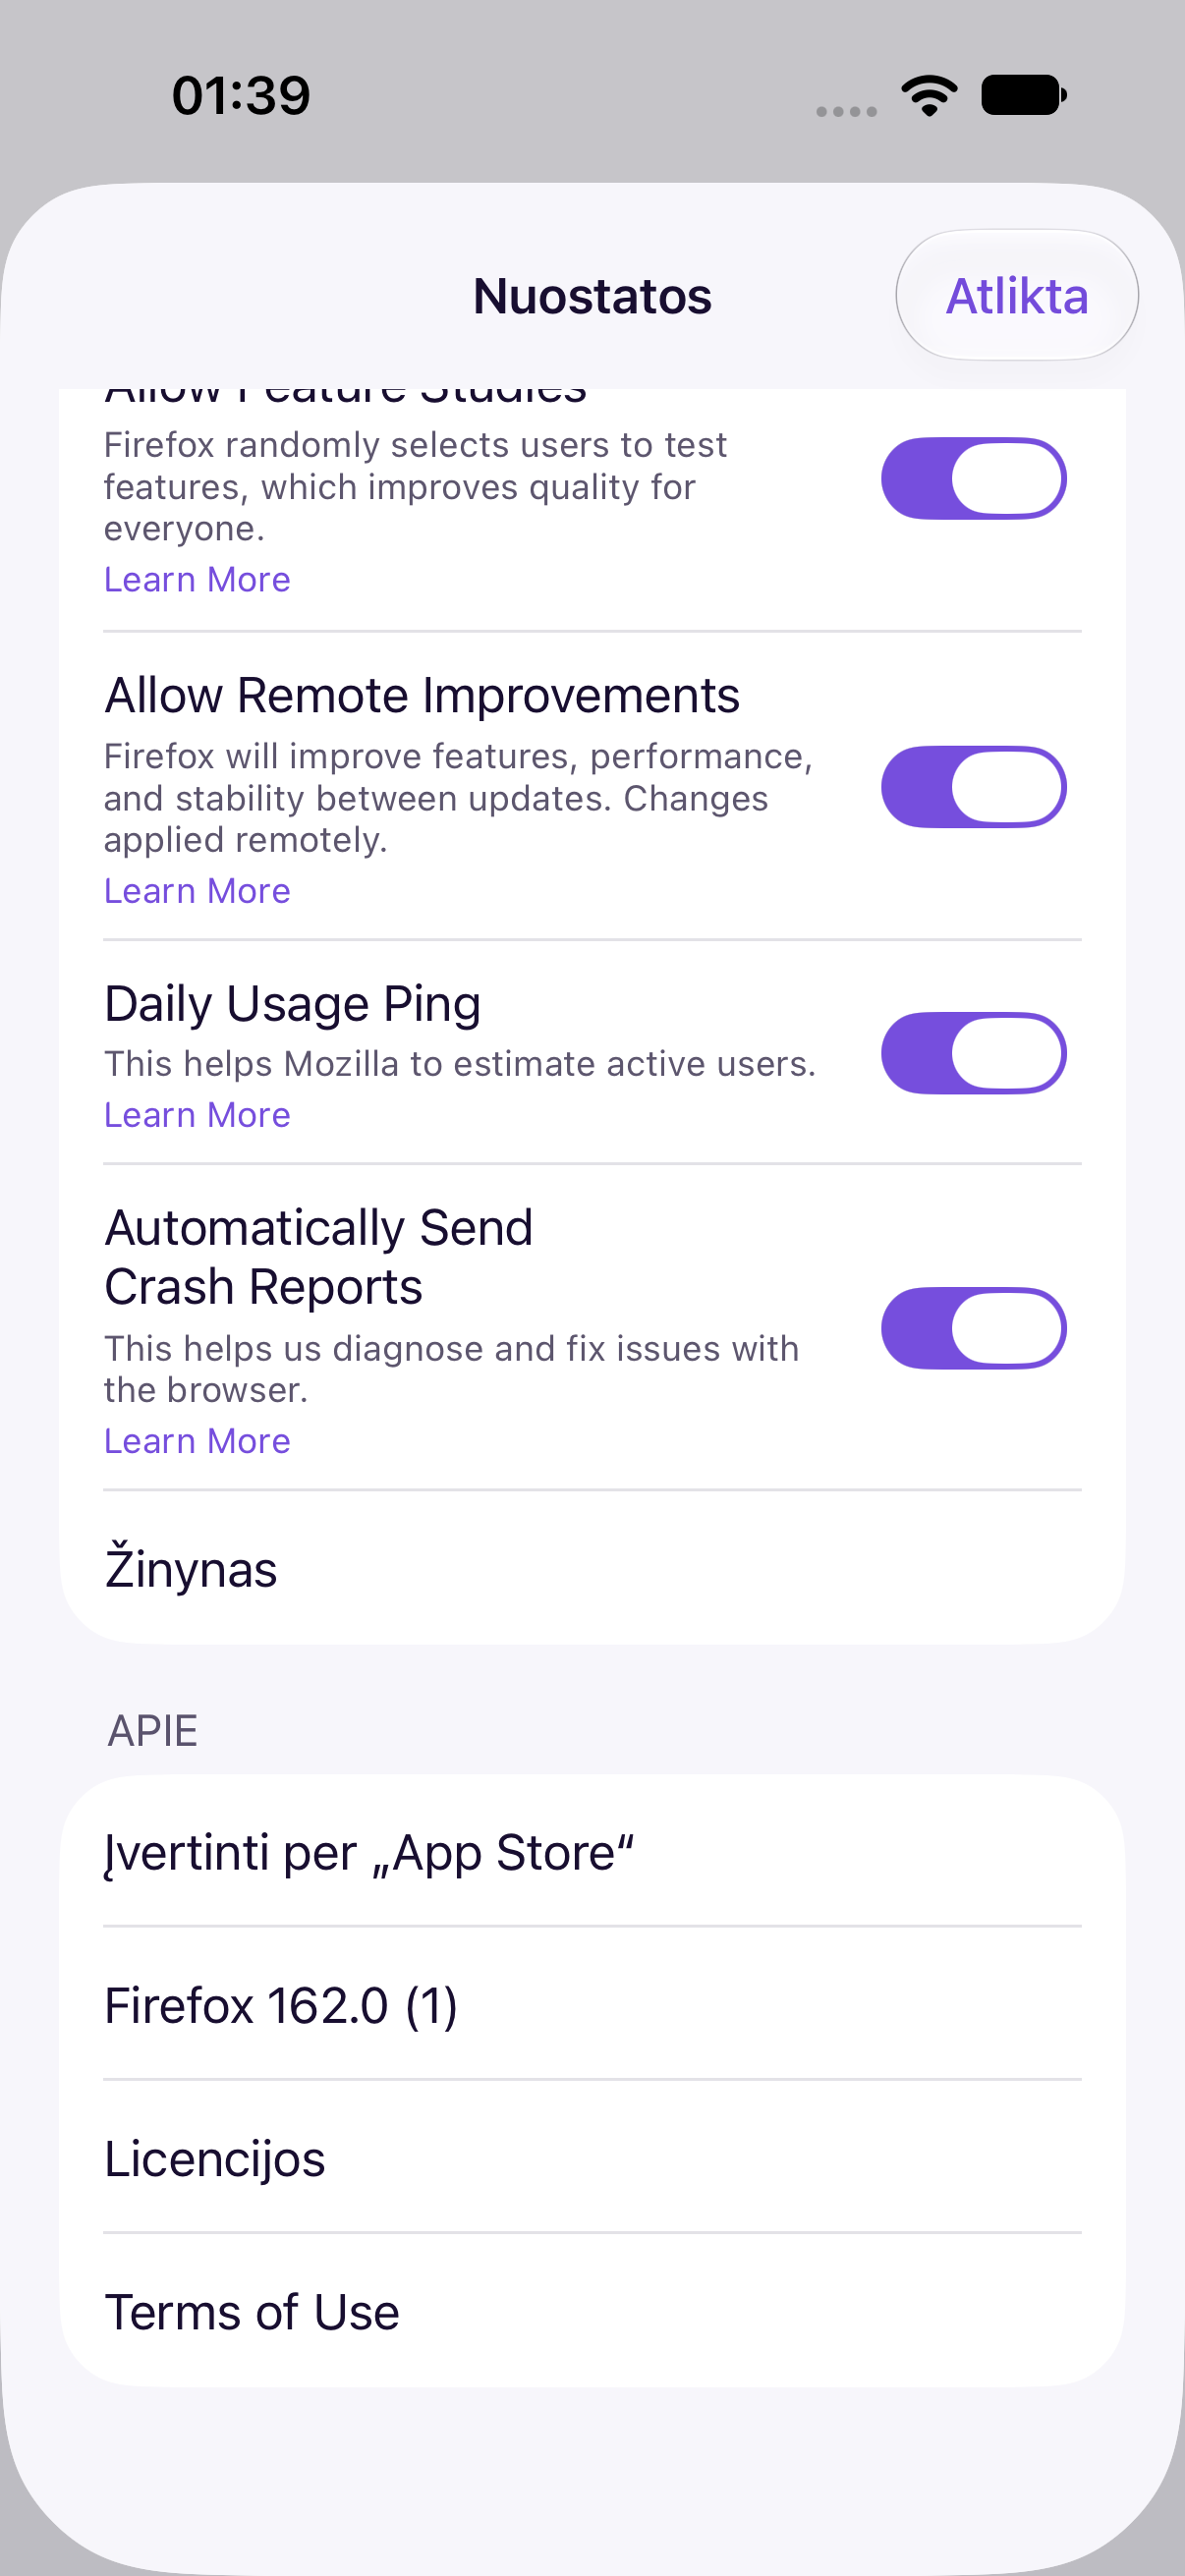 01:39
Nuostatos
Atlikta
Allow Feature Studies
Firefox randomly selects users to test
features, which improves quality for
everyone.
Learn More
Allow Remote Improvements
Firefox will improve features, performance,
and stability between updates. Changes
applied remotely.
Learn More
Daily Usage Ping
This helps Mozilla to estimate active users.
Learn More
Automatically Send
Crash Reports
This helps us diagnose and fix issues with
the browser.
Learn More
Žinynas
APIE
Įvertinti per „App Store“
Firefox 162.0 (1)
Licencijos
Terms of Use